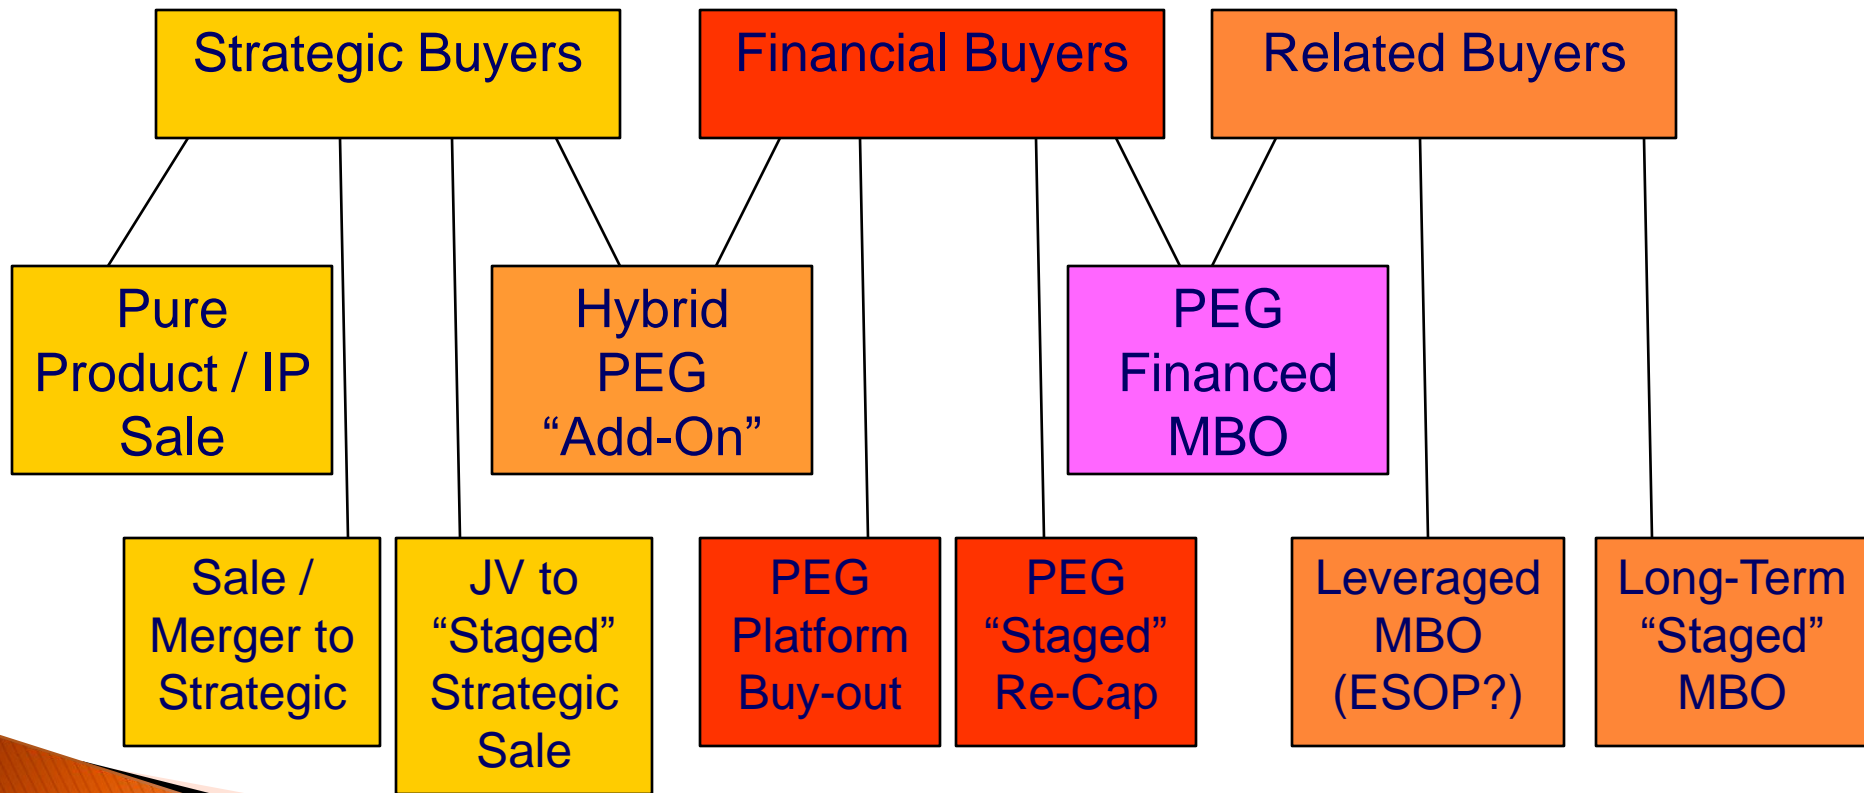 Strategic Buyers
Financial Buyers
Related Buyers
Pure
Product / IP
Sale
Hybrid
PEG
“Add-On”
PEG
Financed
MBO
Sale /
Merger to
Strategic
JV to
“Staged”
Strategic
Sale
PEG
Platform
Buy-out
PEG
“Staged”
Re-Cap
Leveraged
MBO
(ESOP?)
Long-Term
“Staged”
MBO